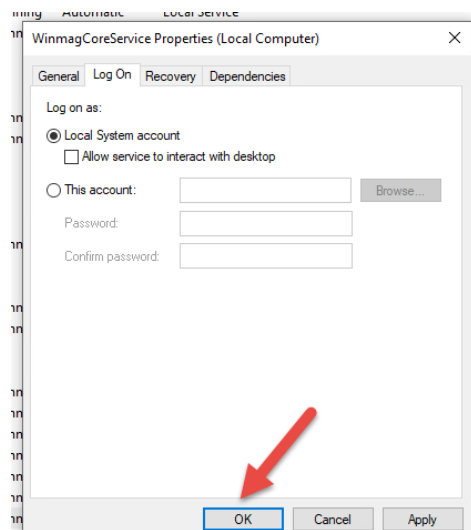 Automatic Local Service
WinmagCoreService Properties (Local Computer)
General Log On Recovery Dependencies
Log on as:
Local System account
Allow service to interact with desktop
This account:
Browse...
Password:
Confirm password:
OK Cancel Apply